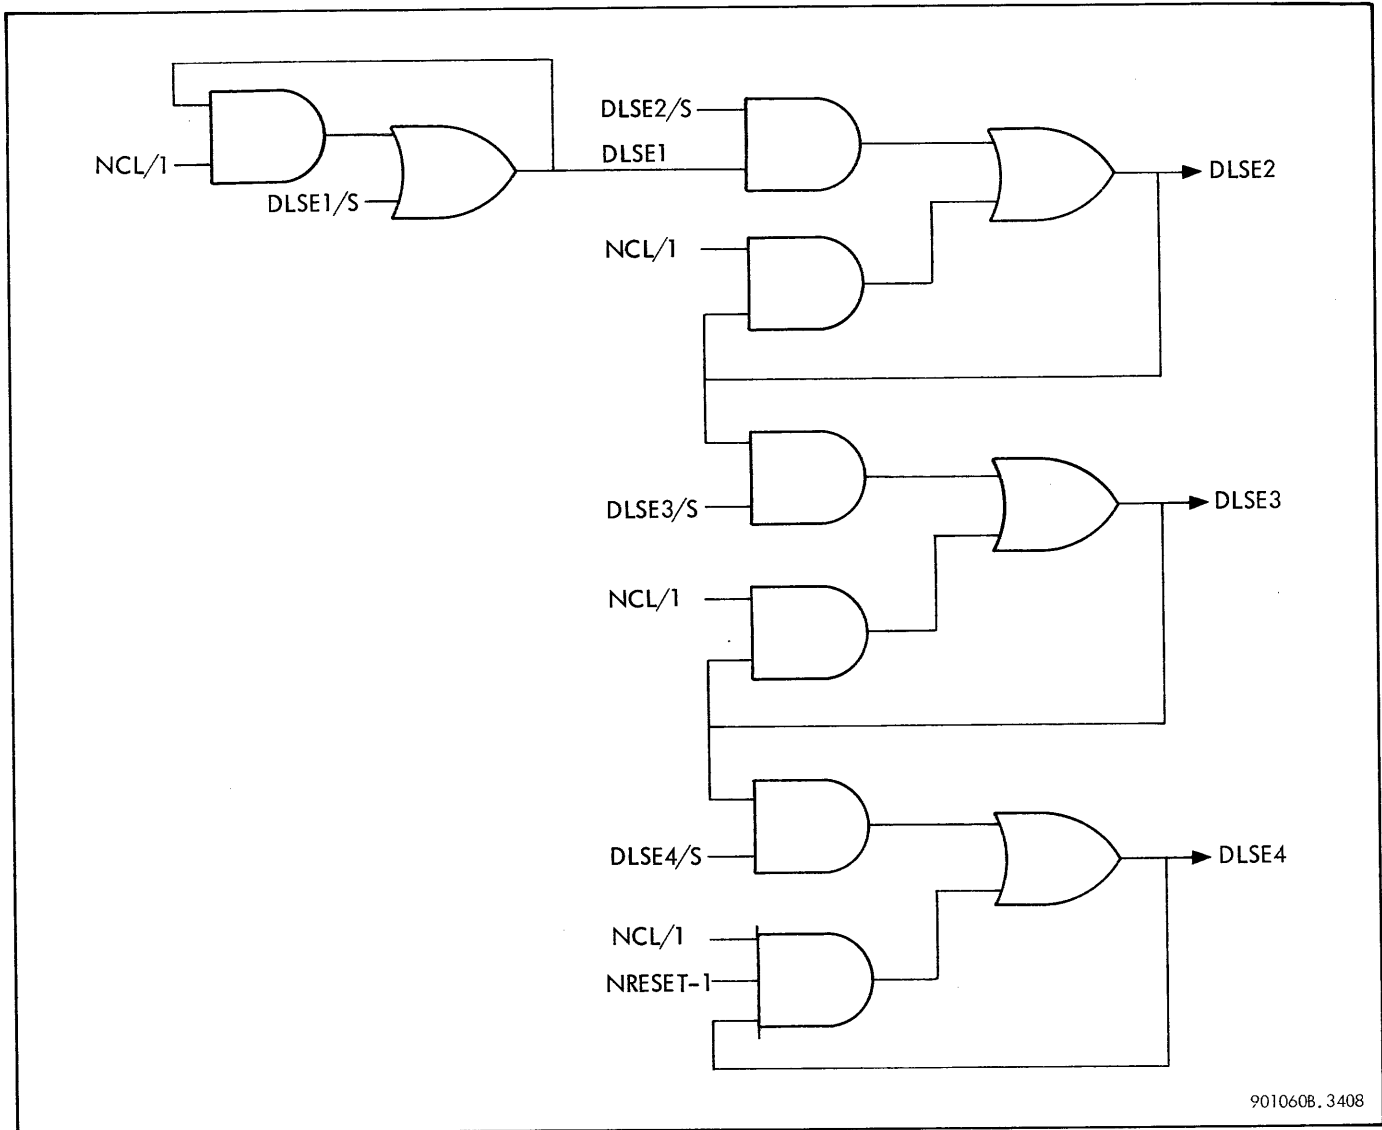 NCL/1
DLSE1/S
DLSE2/S
DLSE1
DLSE2
NCL/1
DLSE3/S
DLSE3
NCL/1
DLSE4/S
DLSE4
NCL/1
NRESET-1
901060B.3408